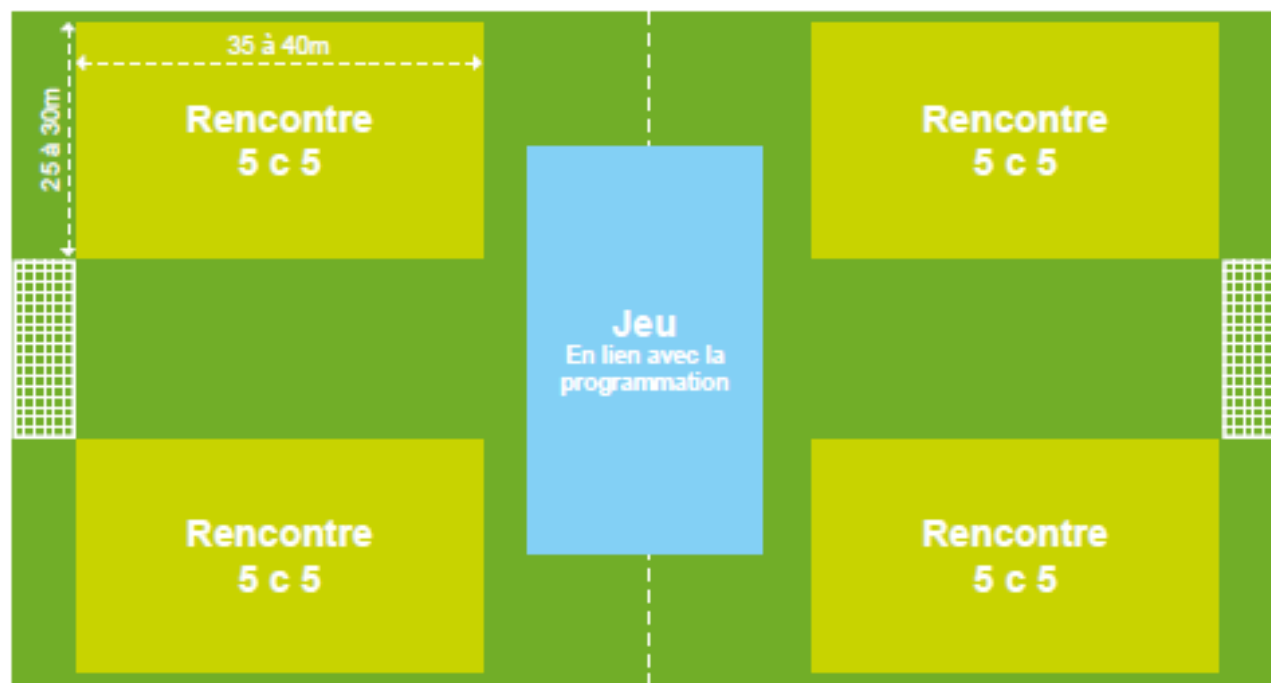 35 à 40m
25 à 30m
Rencontre
5 c 5
Rencontre
5 c 5
Jeu
En lien avec la
programmation
Rencontre
5 c 5
Rencontre
5 c 5